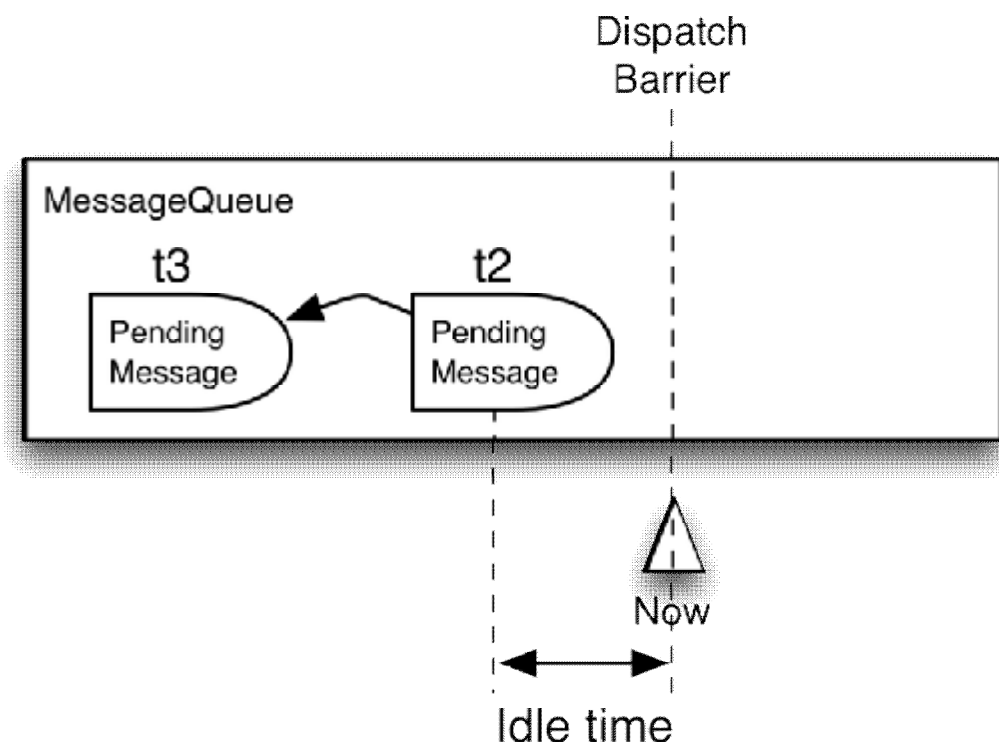 Dispatch
Barrier
MessageQueue
t3
t2
Pending
Message
Pending
Message
Now
Idle time